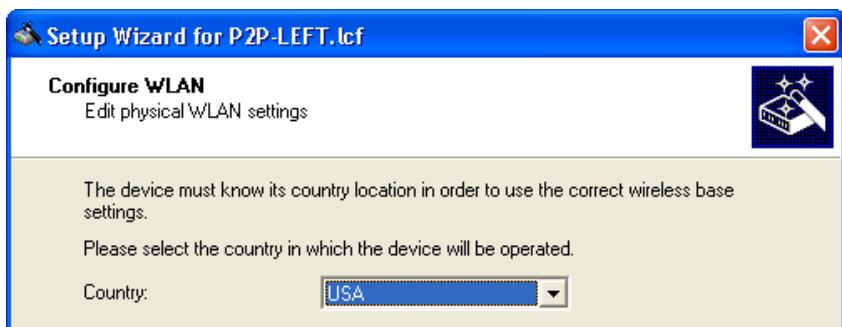 Setup Wizard for P2P-LEFT.lcf
Configure WLAN
Edit physical WLAN settings
The device must know its country location in order to use the correct wireless base
settings.
Please select the country in which the device will be operated.
Country:
USA